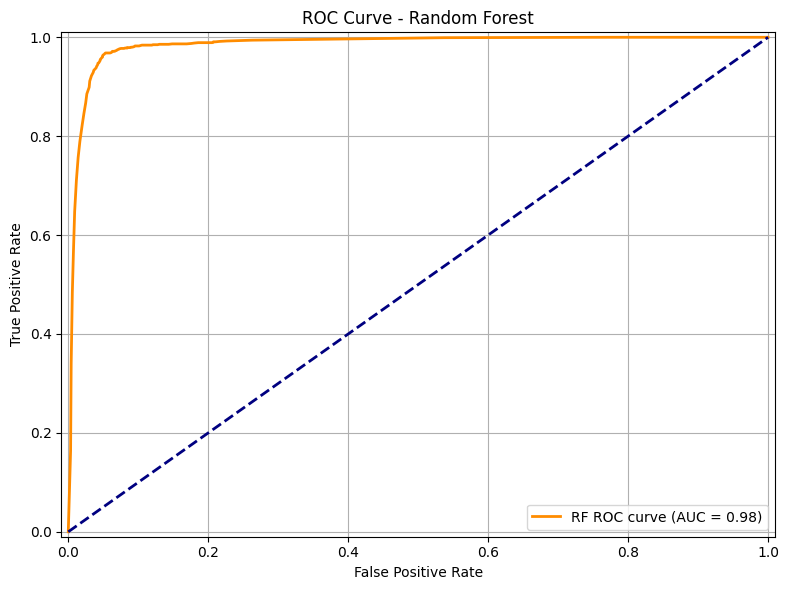 ROC Curve - Random Forest
True Positive Rate
1.0
0.8
0.6
0.4
0.2
0.0
RF ROC curve (AUC = 0.98)
0.0 0.2 0.4 0.6 0.8 1.0
False Positive Rate